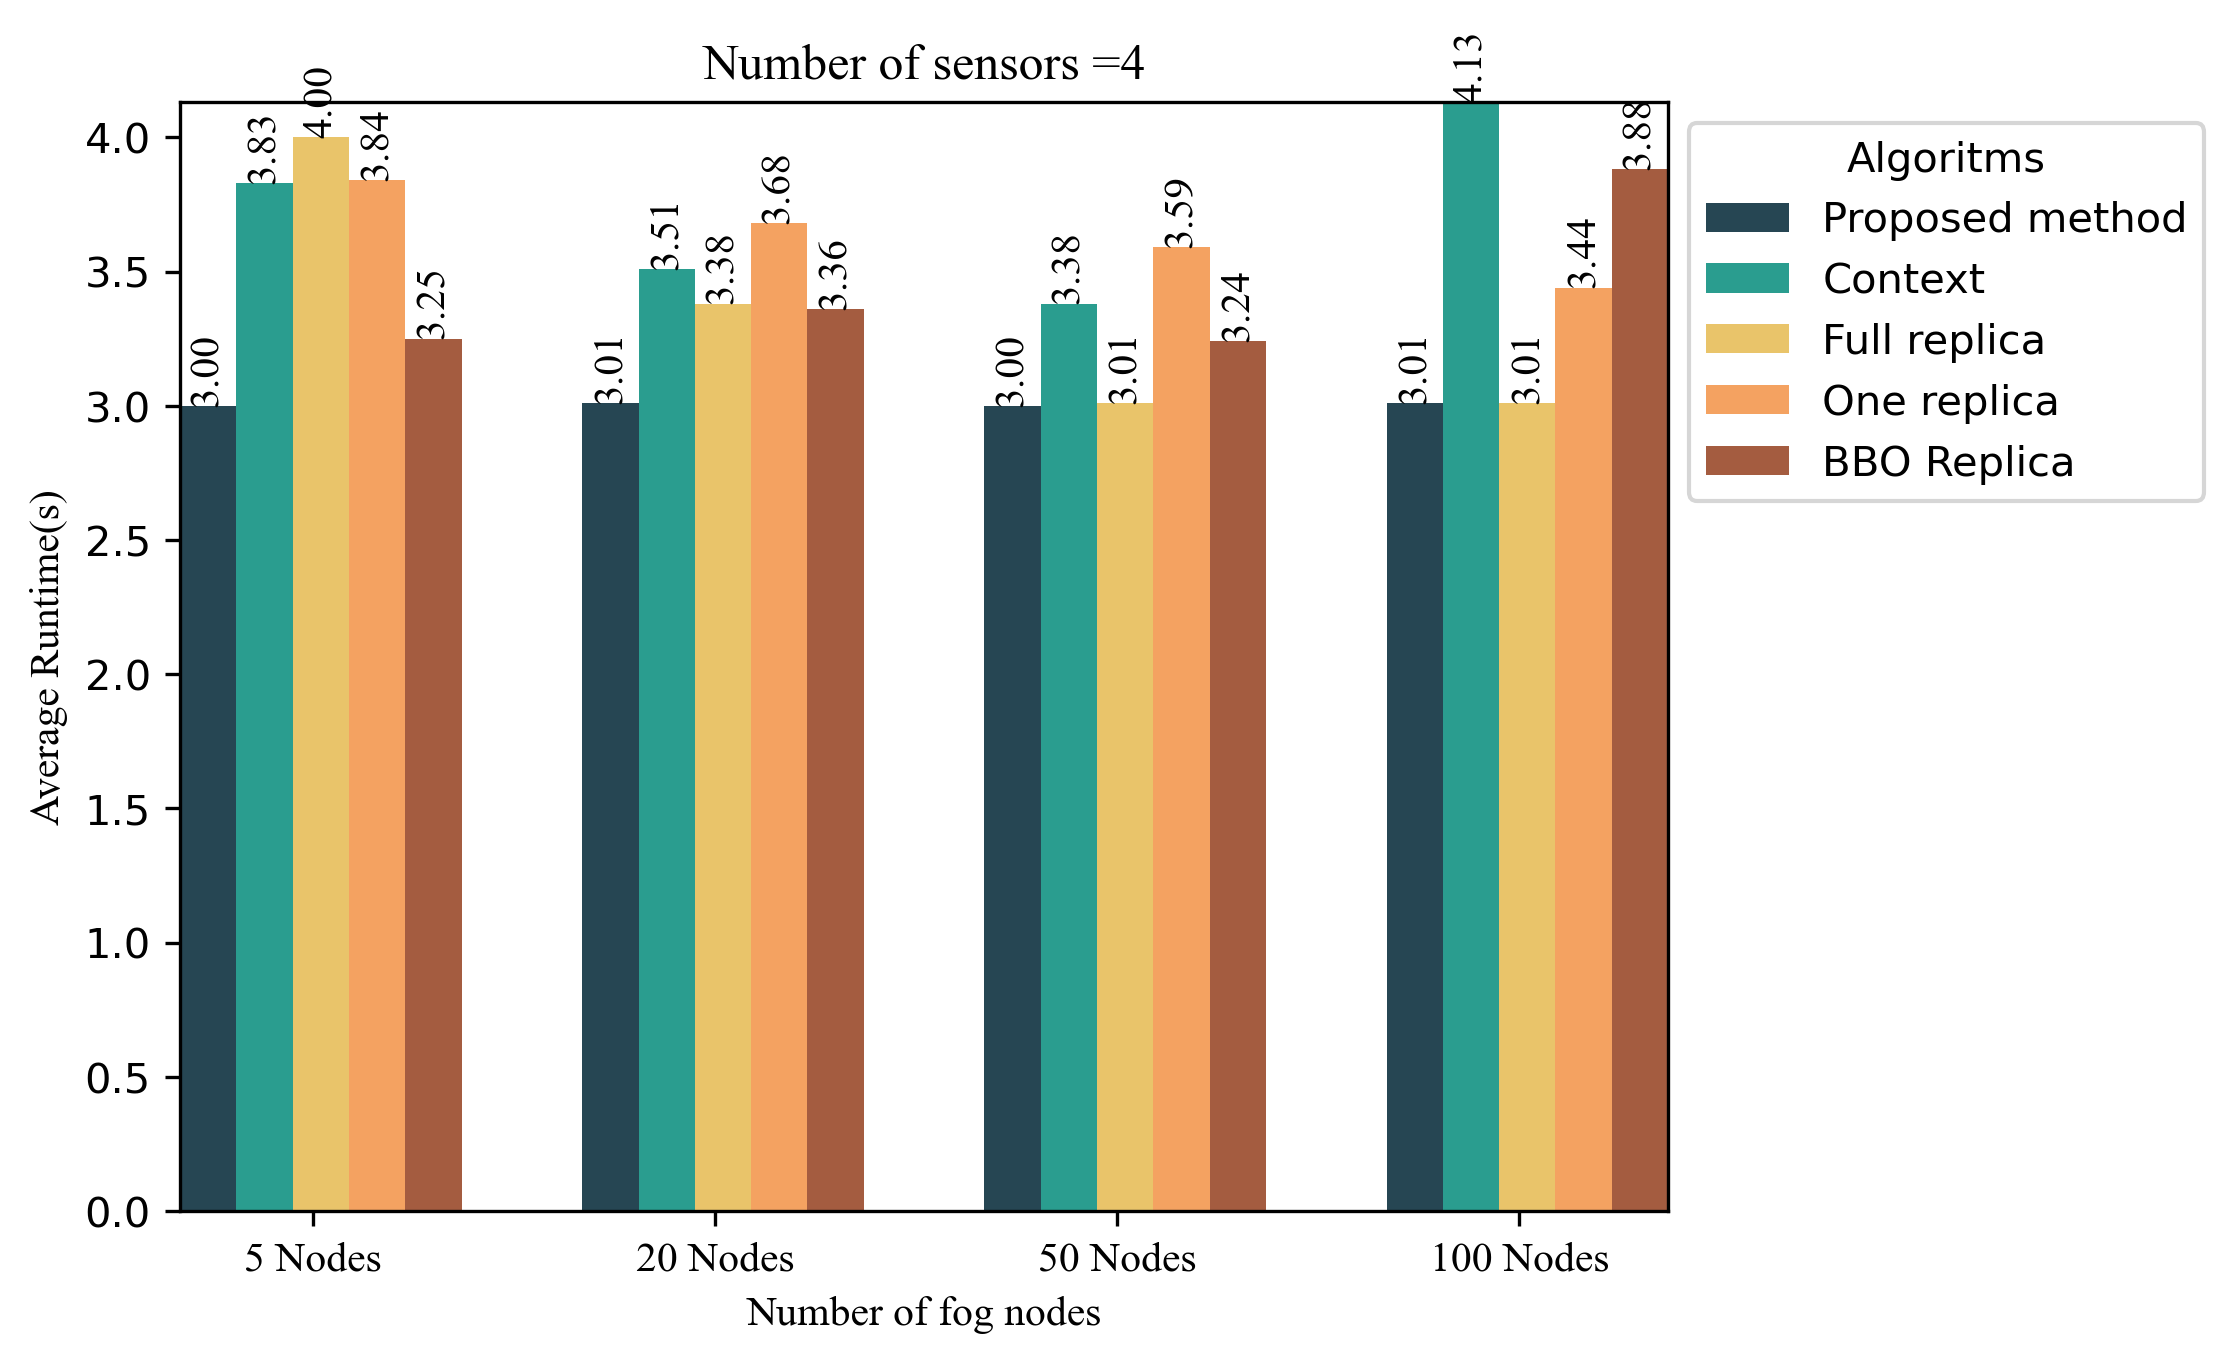 Number of sensors =4
4.0
3.5
3.0
2.5
2.0
1.5
1.0
0.5
0.0
Average Runtime(s)
3.00
3.83
4.00
3.84
3.25
3.01
3.51
3.38
3.68
3.36
3.00
3.38
3.01
3.59
3.24
3.01
4.13
3.01
3.44
3.88
5 Nodes
20 Nodes
50 Nodes
100 Nodes
Number of fog nodes
Algoritms
Proposed method
Context
Full replica
One replica
BBO Replica